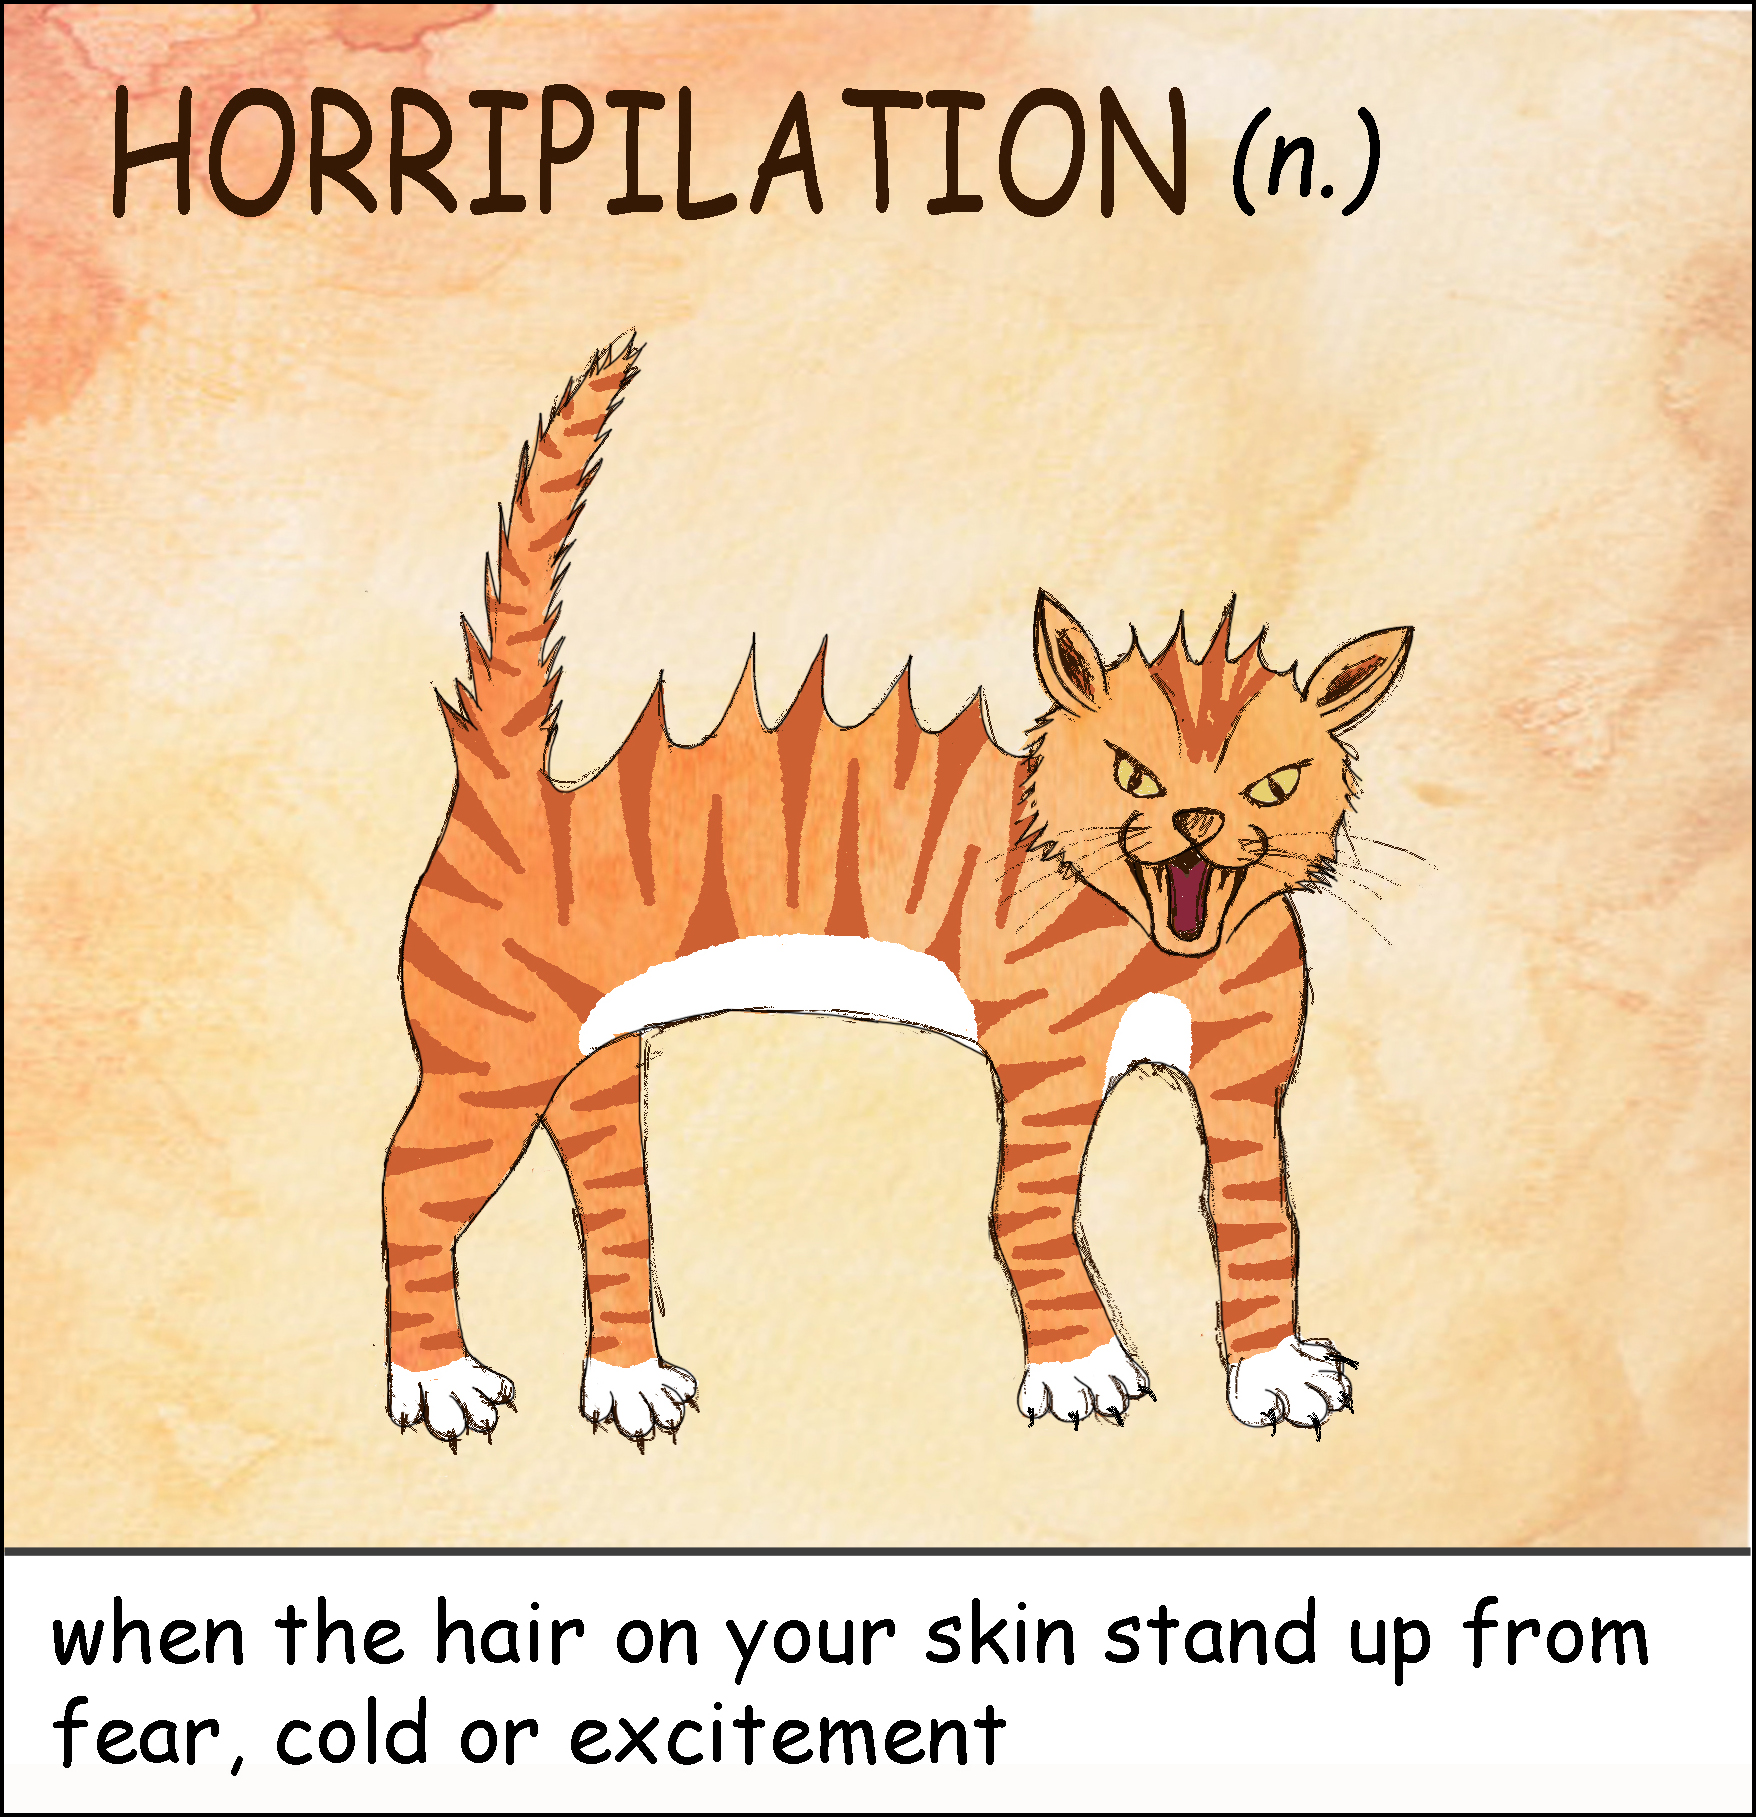 HORRIPILATION (n.)
when the hair on your skin stand up from
fear, cold or excitement